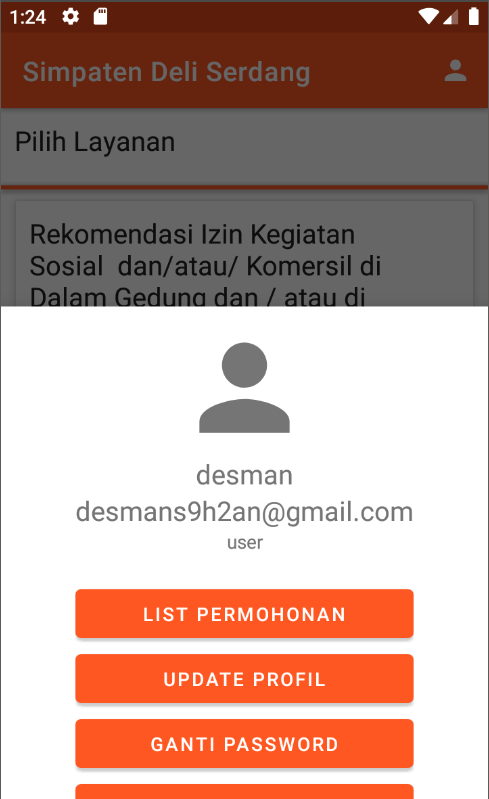 1:24
Simpaten Deli Serdang
Pilih Layanan
Rekomendasi Izin Kegiatan
Sosial  dan/atau/ Komersil di
Dalam Gedung dan / atau di
desman
desmans9h2an@gmail.com
user
LIST PERMOHONAN
UPDATE PROFIL
GANTI PASSWORD